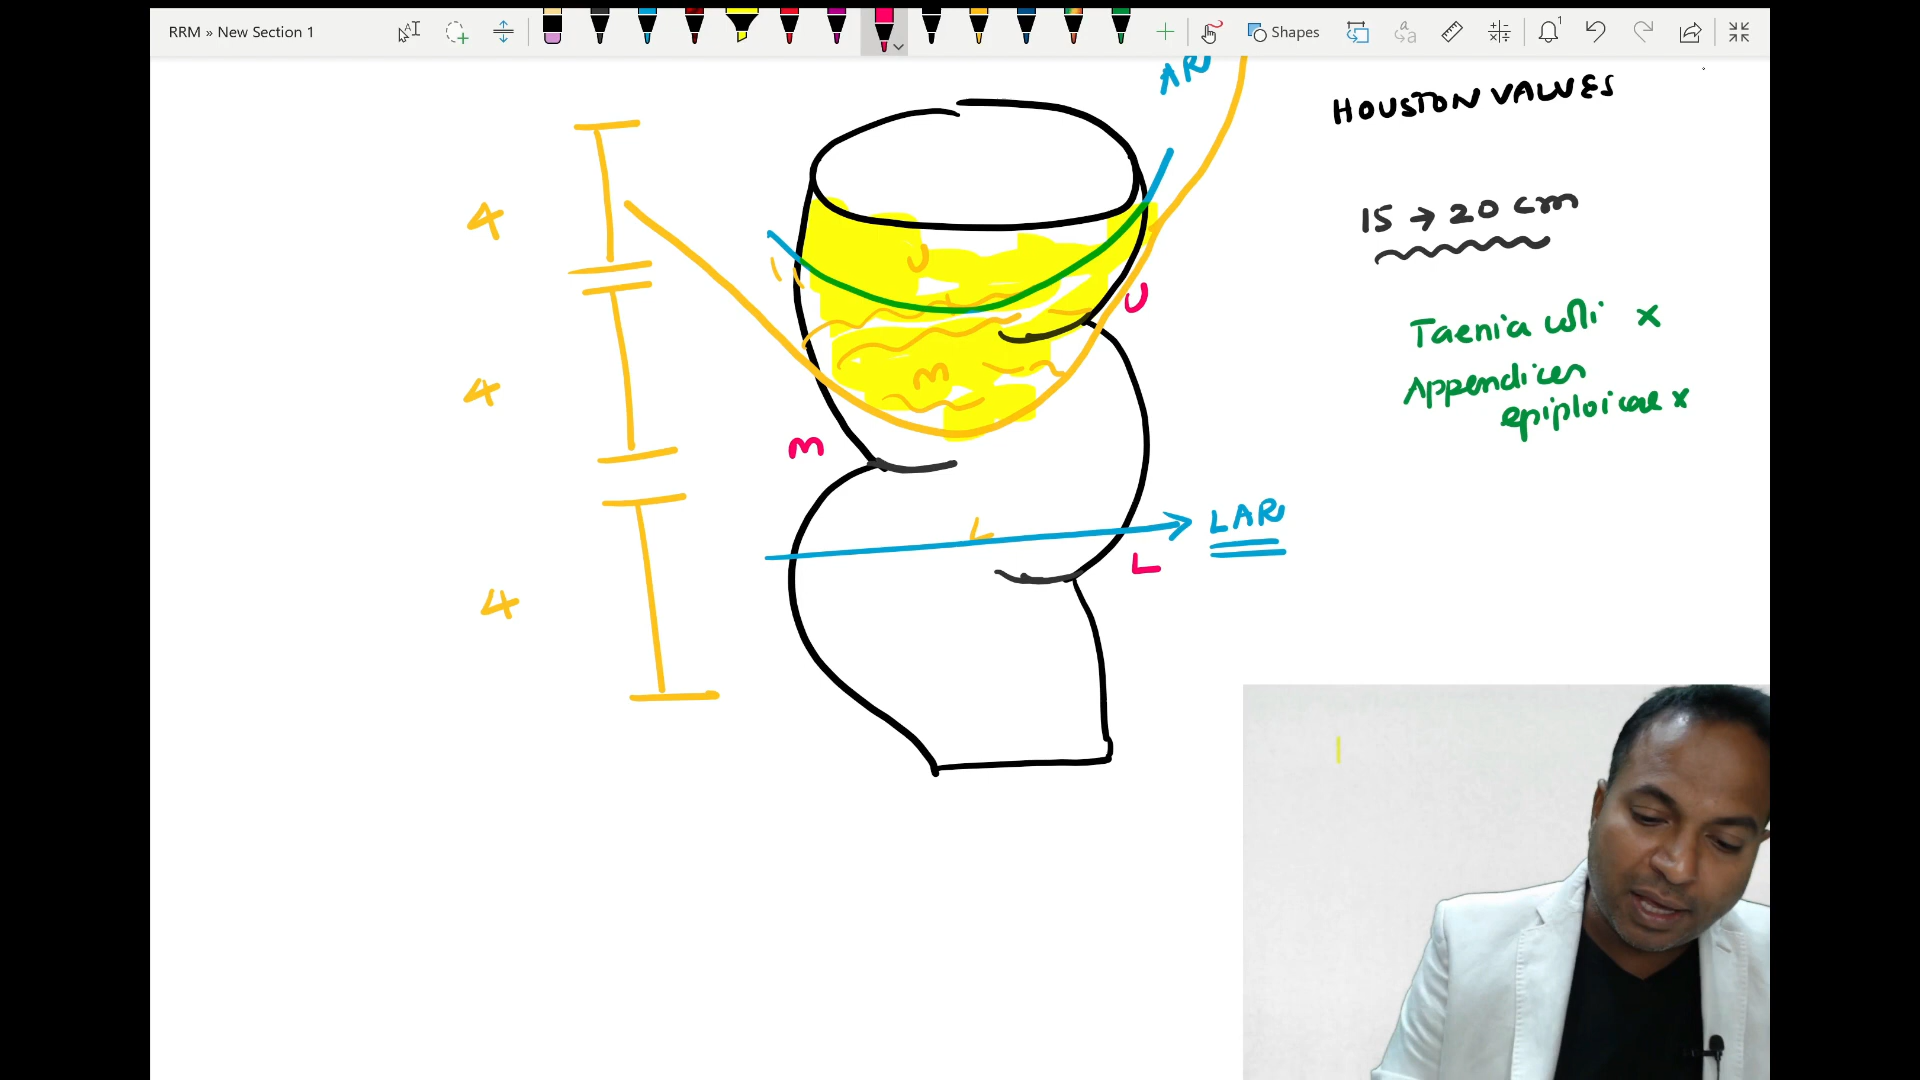 RRM » New Section 1
Shapes
AR
HOUSTON VALVES
15 → 20 cm
Taenia coli x
Appendices
epiploicae x
4
4
4
U
U
M
M
L
L
LAR